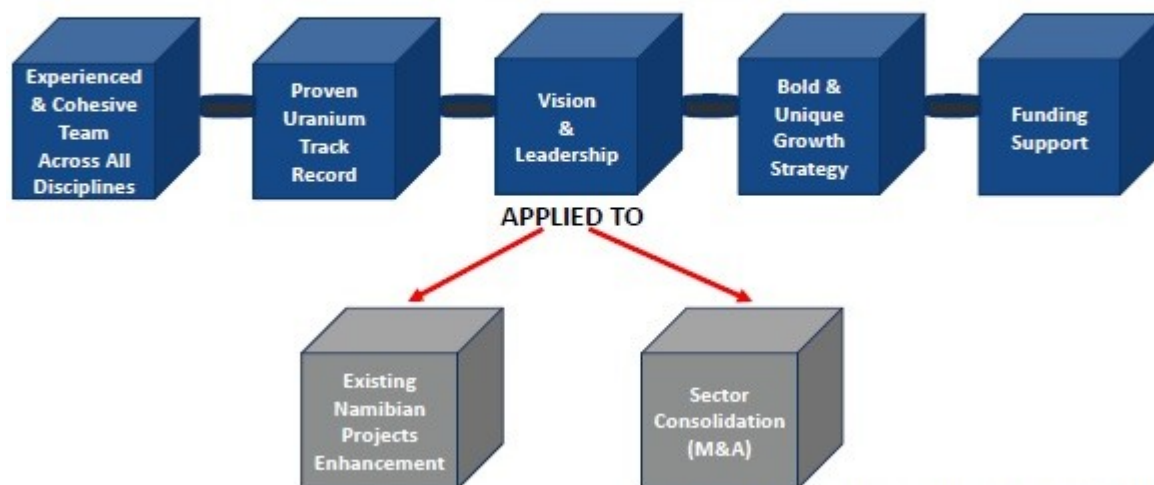 Experienced
& Cohesive
Team
Across All
Disciplines
Proven
Uranium
Track
Record
Vision
&
Leadership
Bold &
Unique
Growth
Strategy
Funding
Support
APPLIED TO
Existing
Namibian
Projects
Enhancement
Sector
Consolidation
(M&A)